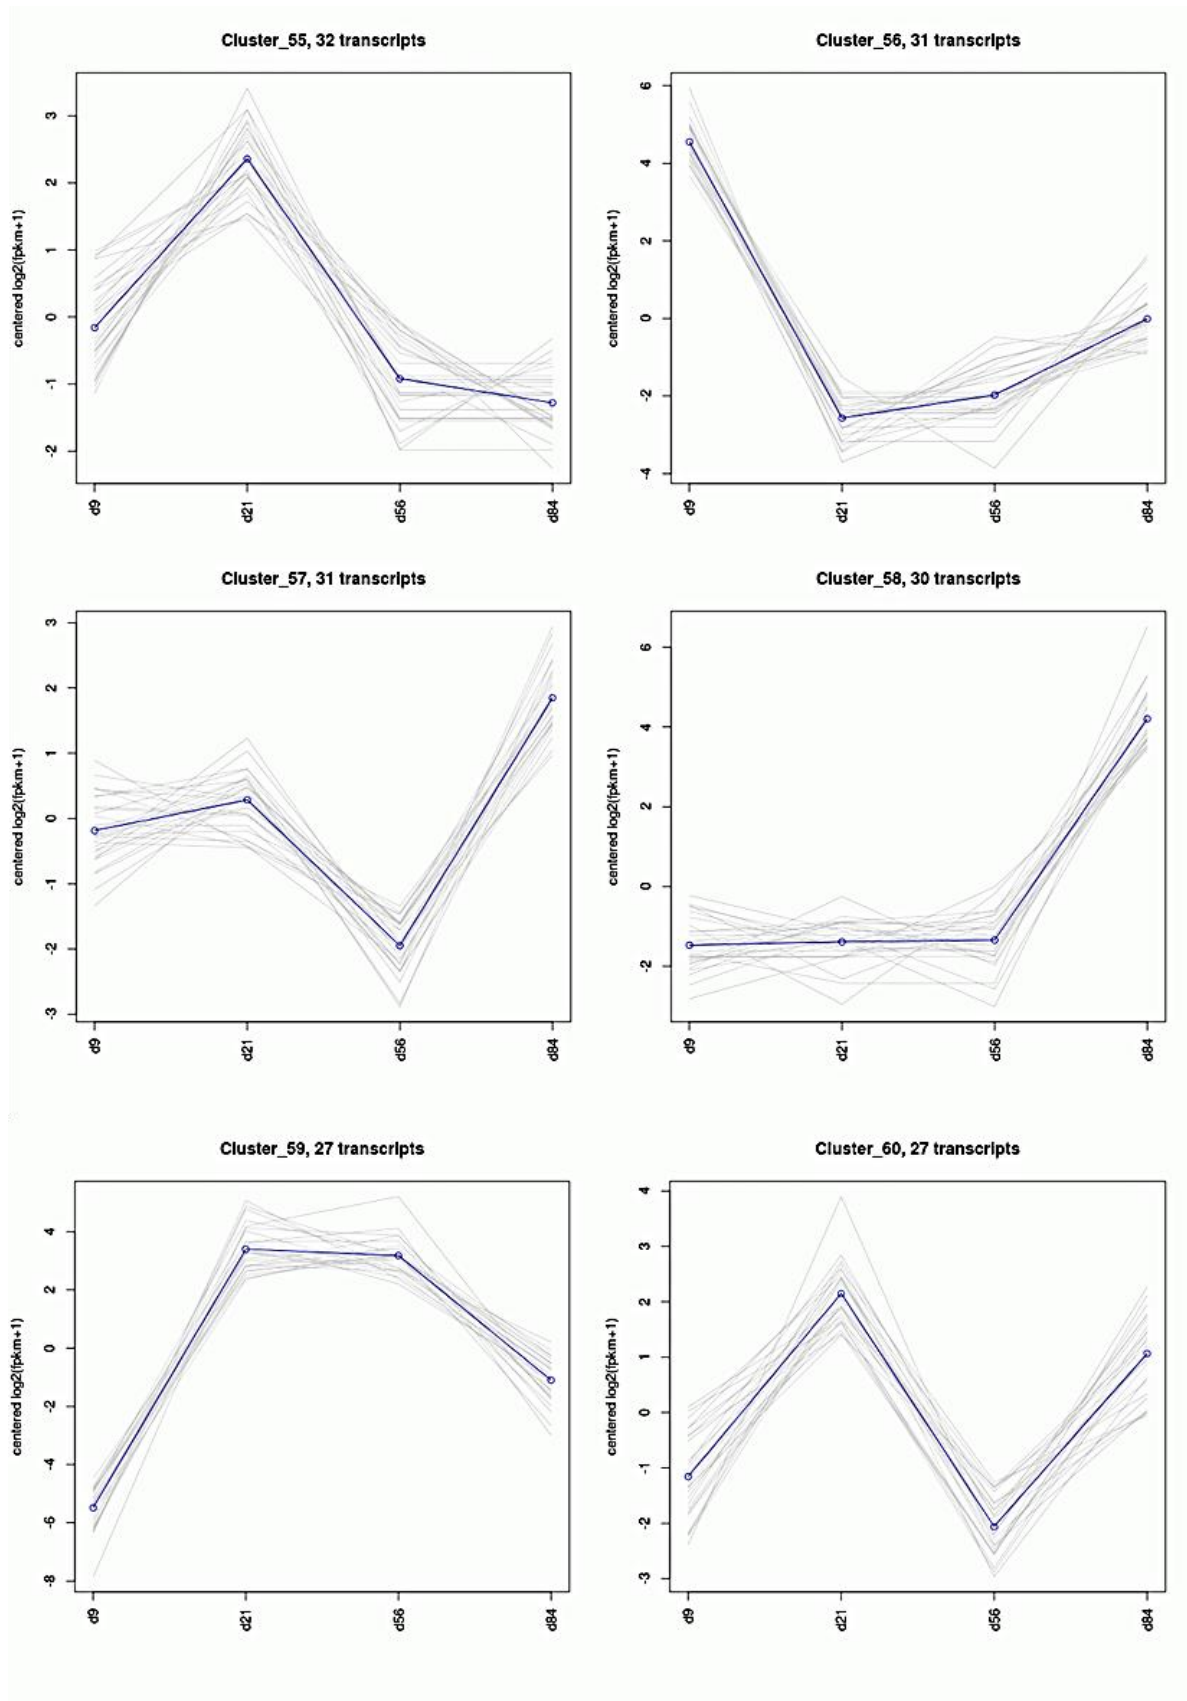 Cluster_55, 32 transcripts
centered log2(fpkm+1)
3
2
1
0
-1
-2
d9
d21
d56
d84
Cluster_56, 31 transcripts
centered log2(fpkm+1)
6
4
2
0
-2
-4
d9
d21
d56
d84
Cluster_57, 31 transcripts
centered log2(fpkm+1)
3
2
1
0
-1
-2
-3
d9
d21
d56
d84
Cluster_58, 30 transcripts
centered log2(fpkm+1)
6
4
2
0
-2
d9
d21
d56
d84
Cluster_59, 27 transcripts
centered log2(fpkm+1)
4
2
0
-2
-4
-6
-8
d9
d21
d56
d84
Cluster_60, 27 transcripts
centered log2(fpkm+1)
4
3
2
1
0
-1
-2
-3
d9
d21
d56
d84